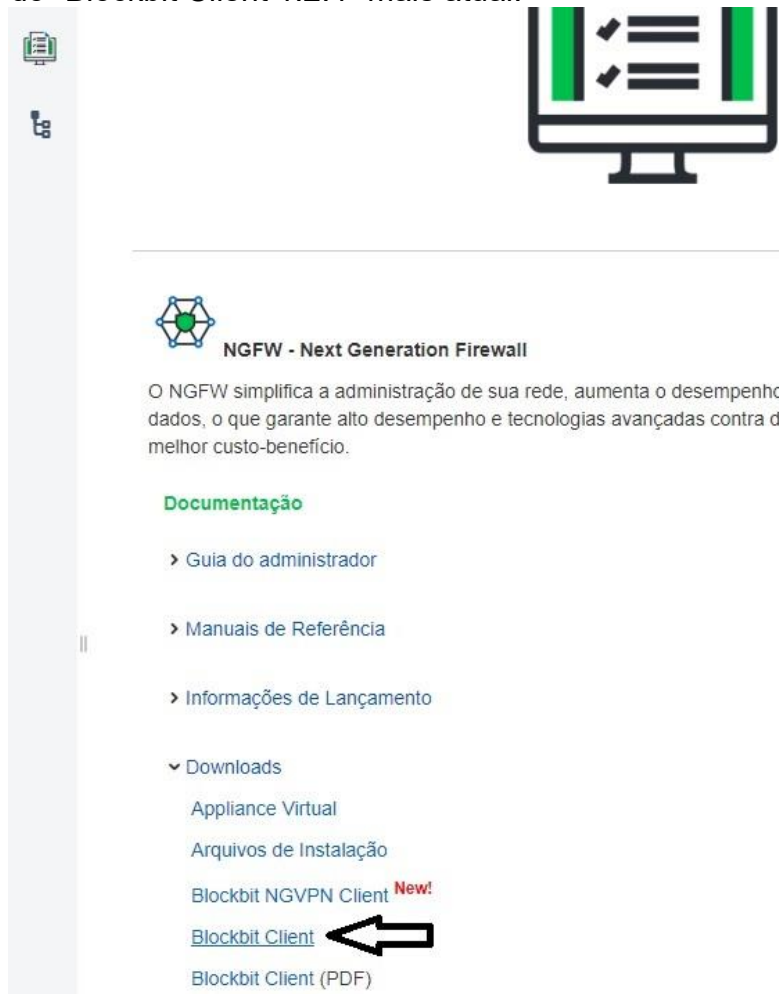 NGFW - Next Generation Firewall
O NGFW simplifica a administração de sua rede, aumenta o desempenho
dados, o que garante alto desempenho e tecnologias avançadas contra d
melhor custo-benefício.
Documentação
Guia do administrador
Manuais de Referência
Informações de Lançamento
Downloads
Appliance Virtual
Arquivos de Instalação
Blockbit NGVPN Client New!
Blockbit Client
Blockbit Client (PDF)